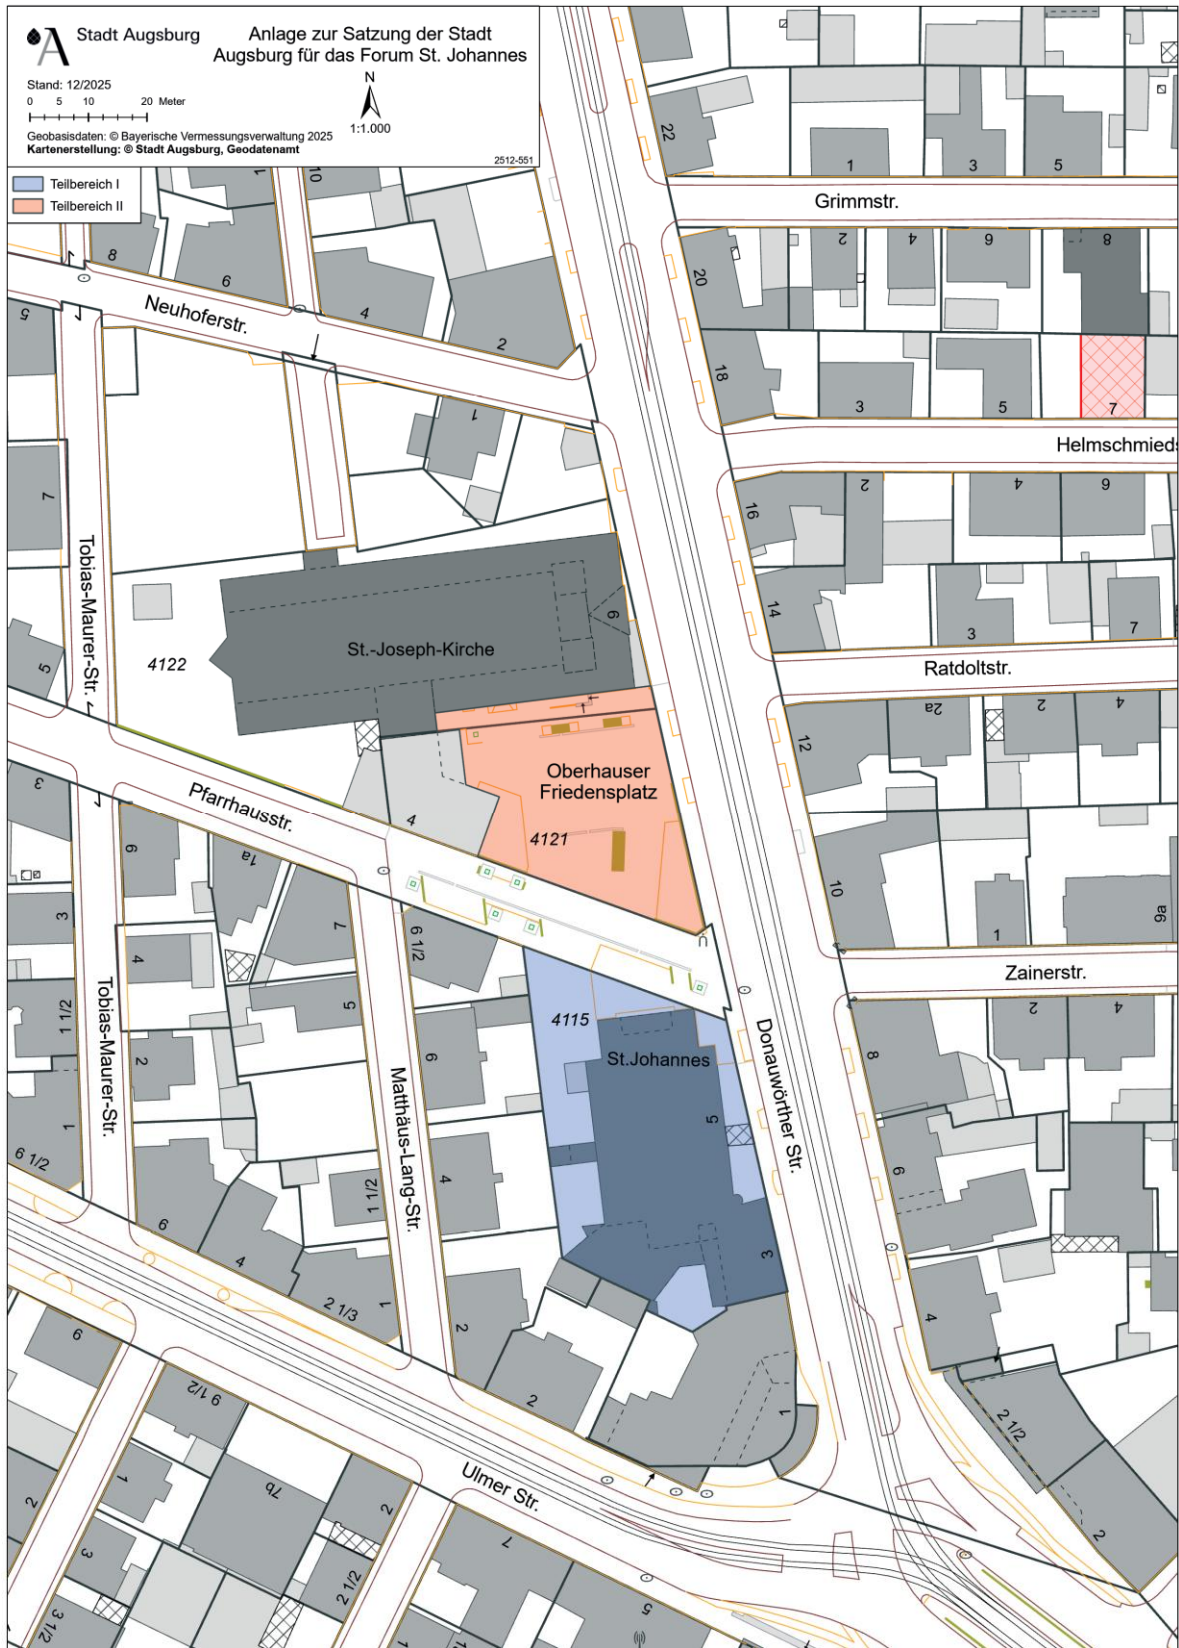 Stadt Augsburg
Anlage zur Satzung der Stadt
Augsburg für das Forum St. Johannes
Stand: 12/2025
0 5 10 20 Meter
N
1:1.000
Geobasisdaten: © Bayerische Vermessungsverwaltung 2025
Kartenerstellung: © Stadt Augsburg, Geodatenamt
2512-551
Teilbereich I
Teilbereich II
1
10
22
1
3
5
Grimmstr.
8
6
4
2
20
2
4
6
8
Neuhoferstr.
5
18
3
5
7
1
Helmschmieds
7
16
2
4
6
Tobias-Maurer-Str.
St.-Joseph-Kirche
6
14
3
7
5
4122
Ratdoltstr.
12
2a
2
4
Oberhauser
Friedensplatz
3
Pfarrhausstr.
4
4121
6
1a
7
6 1/2
10
1
9a
3
4
Zainerstr.
1 1/2
5
4115
2
4
Tobias-Maurer-Str.
2
6
St.Johannes
Donauwörther Str.
8
1
Matthäus-Lang-Str.
5
6 1/2
1 1/2
4
6
6
4
3
2 1/3
1
2
4
9
9 1/2
2
1
2 1/2
1
7b
2
Ulmer Str.
2
3
2 1/2
7
2
3 1/2
5
1